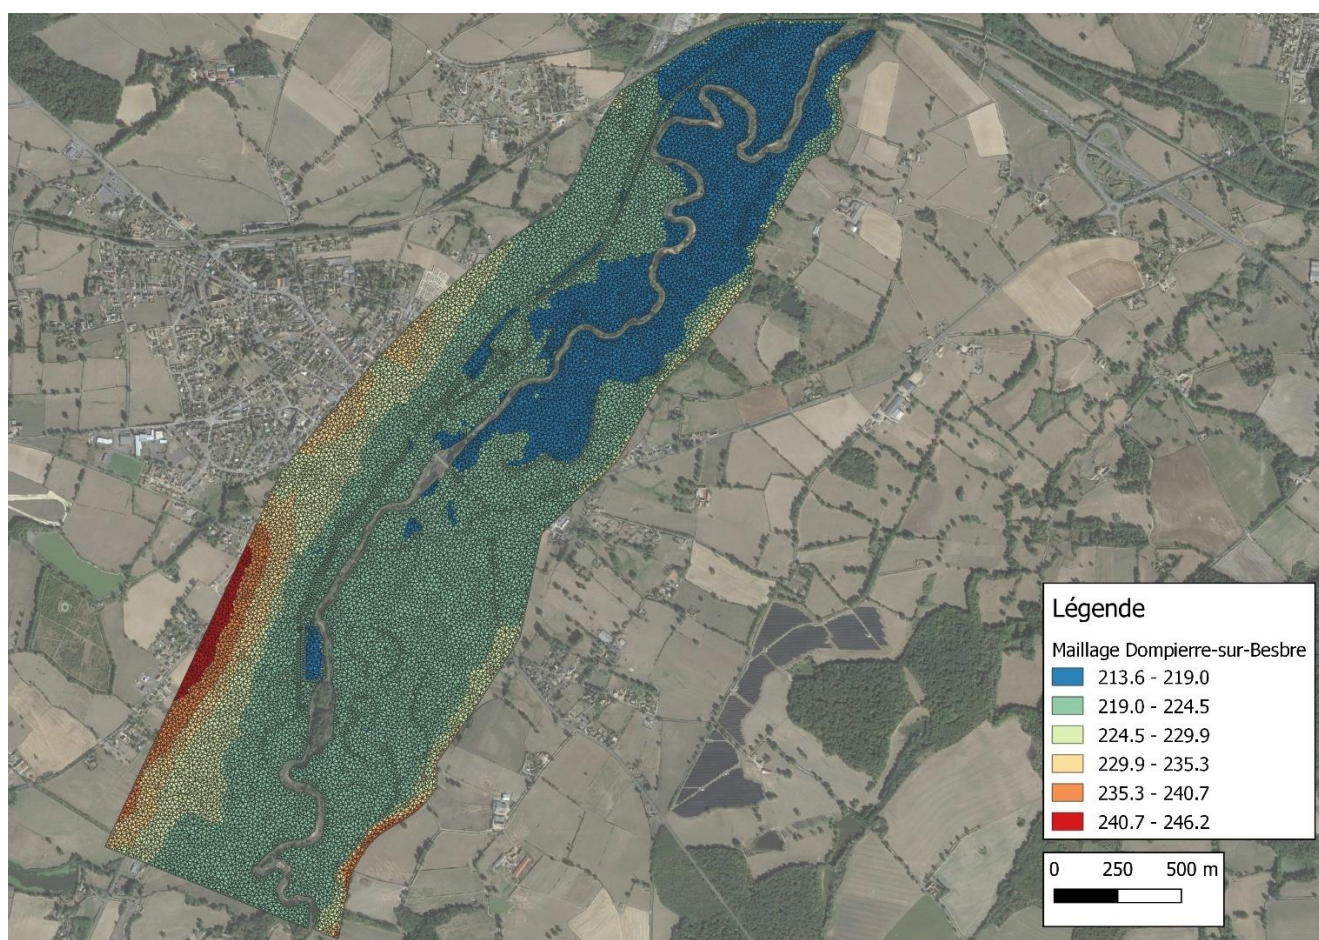 Légende
Maillage Dompierre-sur-Besbre
213.6 - 219.0
219.0 - 224.5
224.5 - 229.9
229.9 - 235.3
235.3 - 240.7
240.7 - 246.2
0 250 500 m